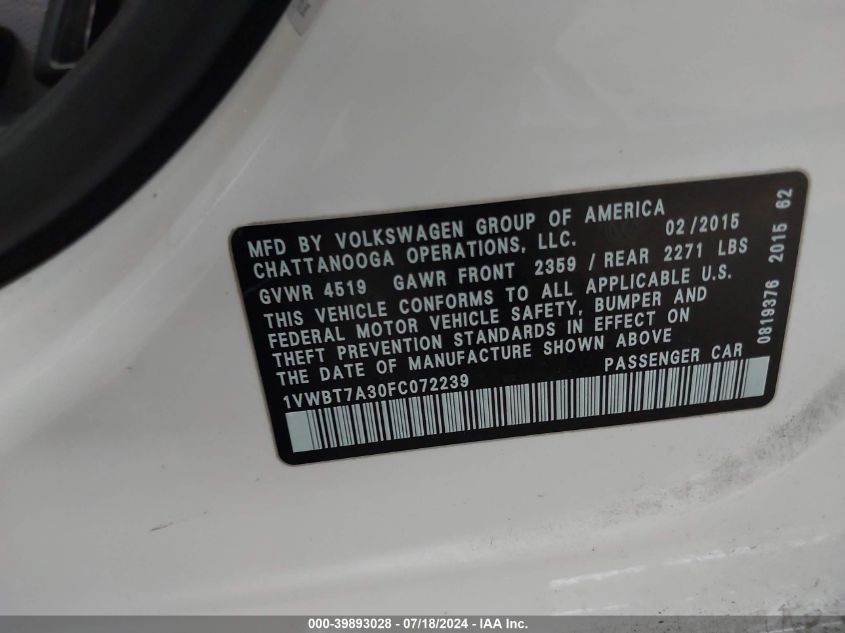 MFD BY VOLKSWAGEN GROUP OF AMERICA 02/2015
CHATTANOOGA OPERATIONS, LLC.
GVWR 4519 GAWR FRONT 2359 / REAR 2271 LBS
THIS VEHICLE CONFORMS TO ALL APPLICABLE U.S.
FEDERAL MOTOR VEHICLE SAFETY, BUMPER AND
THEFT PREVENTION STANDARDS IN EFFECT ON
THE DATE OF MANUFACTURE SHOWN ABOVE
PASSENGER CAR
1VWBT7A30FC072239
0819376 2015 62
000-39893028 - 07/18/2024 - IAA Inc.